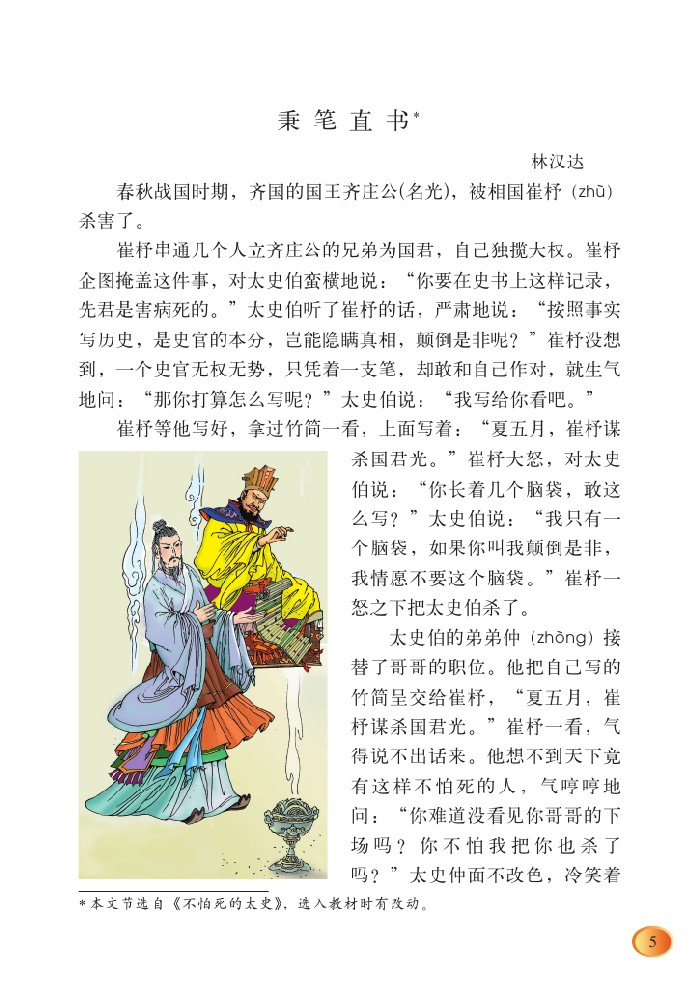 秉笔直书*
林汉达
春秋战国时期，齐国的国王齐庄公(名光)，被相国崔杼（zhù）
杀害了。
崔杼串通几个人立齐庄公的兄弟为国君，自己独揽大权。崔杼
企图掩盖这件事，对太史伯蛮横地说：“你要在史书上这样记录，
先君是害病死的。”太史伯听了崔杼的话，严肃地说：“按照事实
写历史，是史官的本分，岂能隐瞒真相，颠倒是非呢？”崔杼没想
到，一个史官无权无势，只凭着一支笔，却敢和自己作对，就生气
地问：“那你打算怎么写呢？”太史伯说：“我写给你看吧。”
崔杼等他写好，拿过竹简一看，上面写着：“夏五月，崔杼谋
杀国君光。”崔杼大怒，对太史
伯说：“你长着几个脑袋，敢这
么写？”太史伯说：“我只有一
个脑袋，如果你叫我颠倒是非，
我情愿不要这个脑袋。”崔杼一
怒之下把太史伯杀了。
太史伯的弟弟仲（zhòng）接
替了哥哥的职位。他把自己写的
竹简呈交给崔杼，“夏五月，崔
杼谋杀国君光。”崔杼一看，气
得说不出话来。他想不到天下竟
有这样不怕死的人，气哼哼地
问：“你难道没看见你哥哥的下
场吗？你不怕我把你也杀了
吗？”太史仲面不改色，冷笑着
*本文节选自《不怕死的太史》，进入教材时有改动。
5